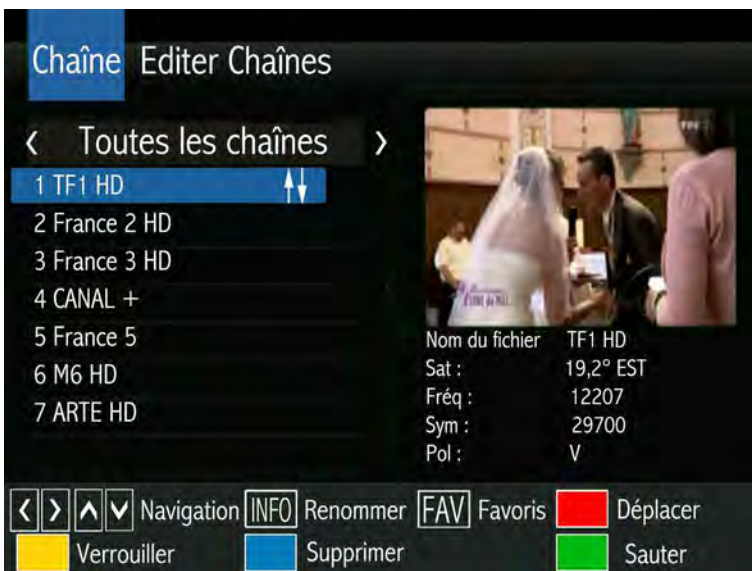 Chaîne Editer Chaînes
‹ Toutes les chaînes ›
1 TF1 HD
2 France 2 HD
3 France 3 HD
4 CANAL +
5 France 5
6 M6 HD
7 ARTE HD
Nom du fichier TF1 HD
Sat : 19,2° EST
Fréq : 12207
Sym : 29700
Pol : V
Navigation INFO Renommer FAV Favoris Déplacer
Verrouiller Supprimer Sauter